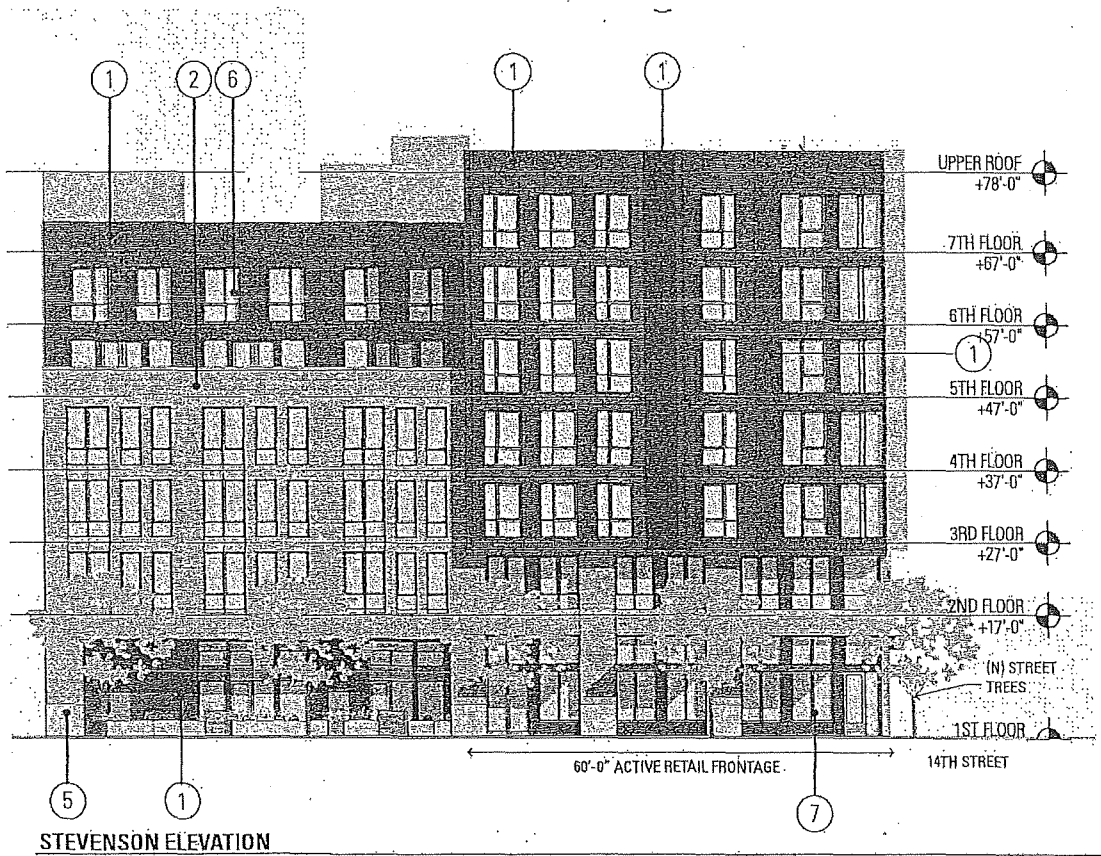 1
2
6
1
1
UPPER ROOF
+78'-0"
7TH FLOOR
+67'-0"
6TH FLOOR
+57'-0"
1
5TH FLOOR
+47'-0"
4TH FLOOR
+37'-0"
3RD FLOOR
+27'-0"
2ND FLOOR
+17'-0"
(N) STREET
TREES
1ST FLOOR
60'-0" ACTIVE RETAIL FRONTAGE
14TH STREET
5
1
7
STEVENSON ELEVATION